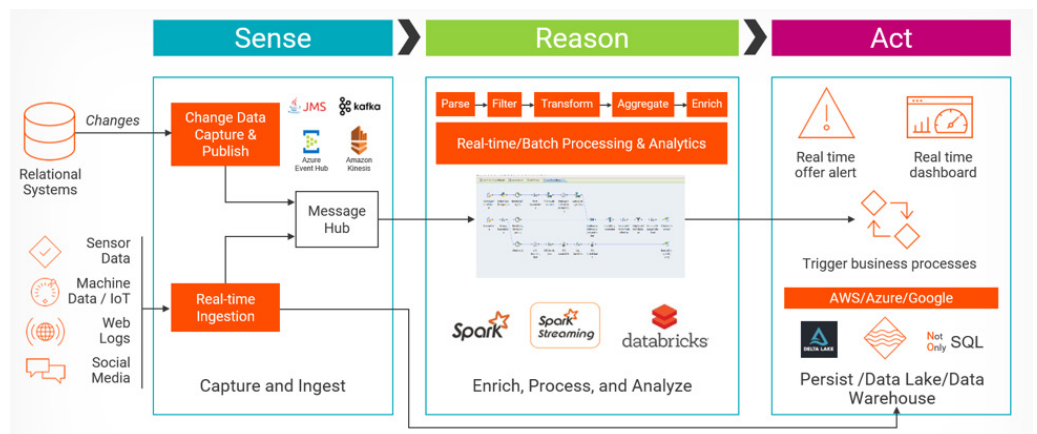 Sense
Reason
Act
Changes
Relational
Systems
Sensor
Data
Machine
Data / IoT
Web
Logs
Social
Media
Change Data
Capture &
Publish
JMS
kafka
Azure
Event Hub
Amazon
Kinesis
Message
Hub
Real-time
Ingestion
Capture and Ingest
Parse
Filter
Transform
Aggregate
Enrich
Real-time/Batch Processing & Analytics
Spark
Spark
Streaming
databricks
Enrich, Process, and Analyze
Real time
offer alert
Real time
dashboard
Trigger business processes
AWS/Azure/Google
DELTA LAKE
Not
Only SQL
Persist /Data Lake/Data
Warehouse